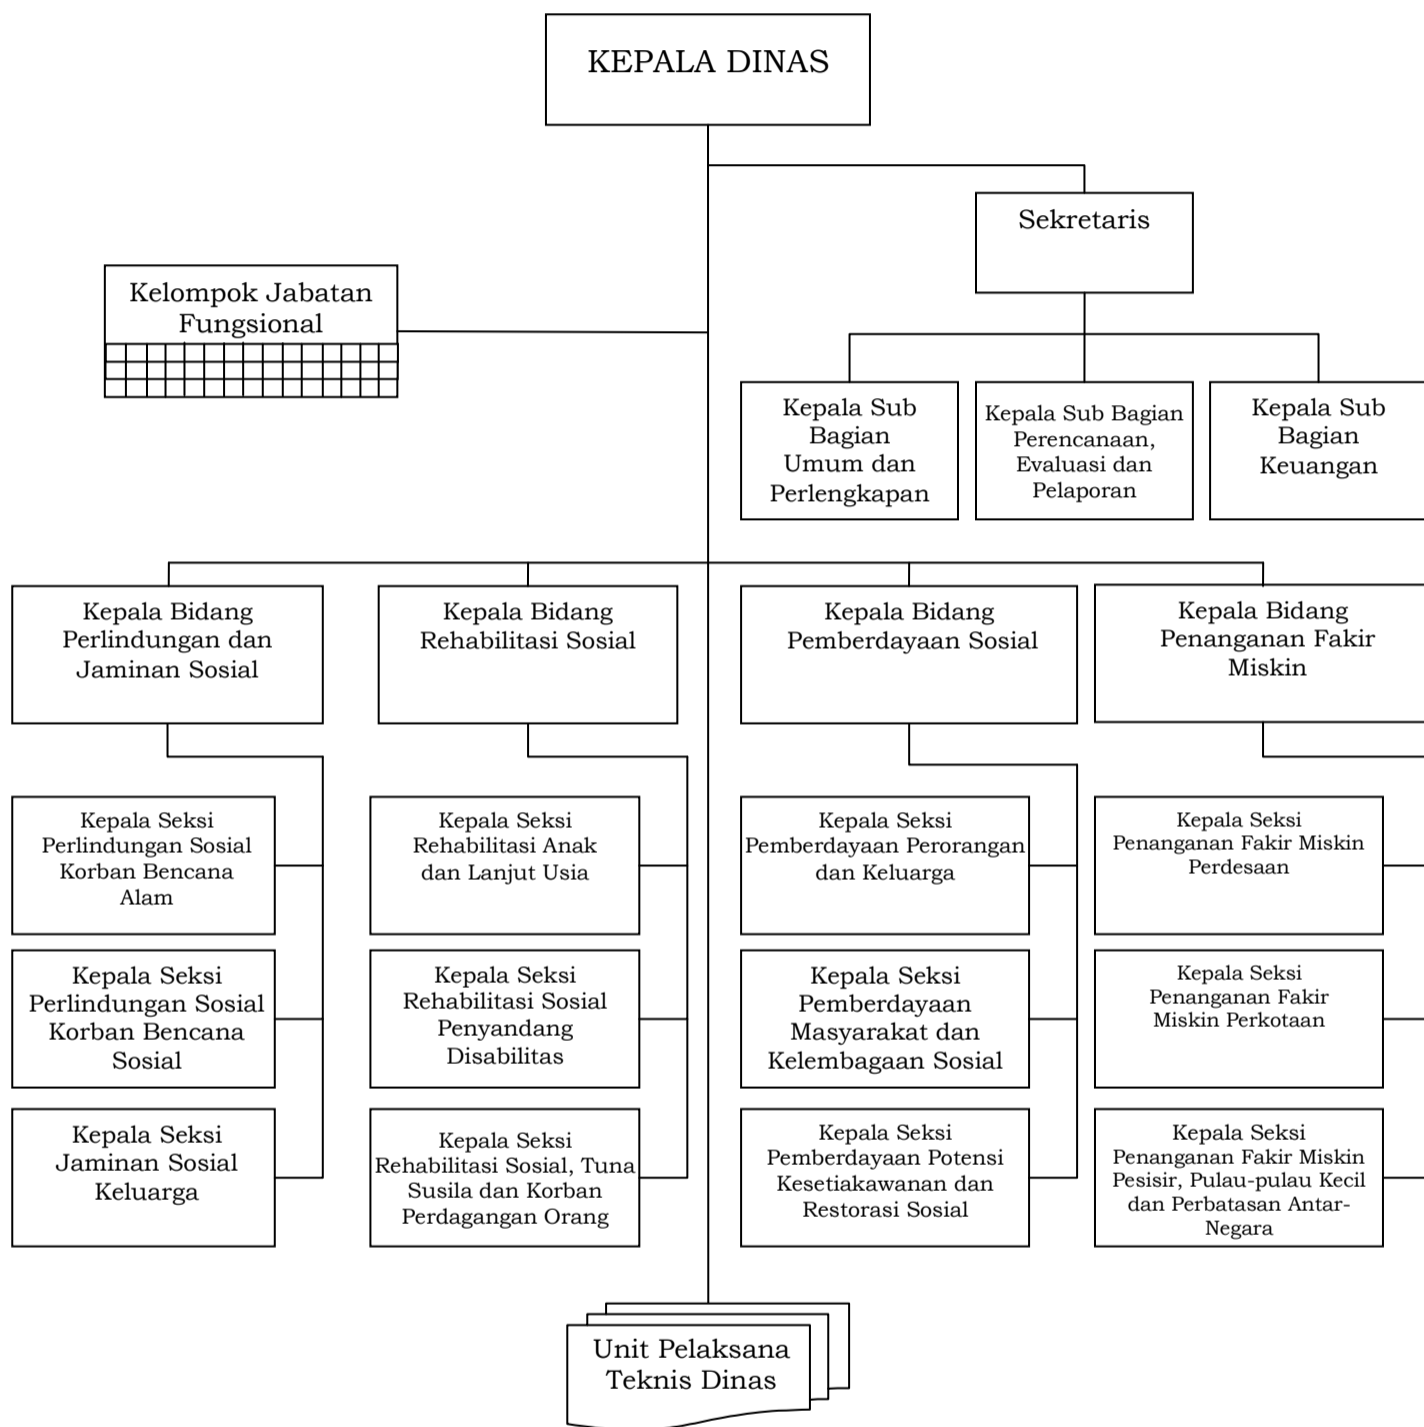 KEPALA DINAS
Sekretaris
Kelompok Jabatan
Fungsional
Kepala Sub
Bagian
Umum dan
Perlengkapan
Kepala Sub Bagian
Perencanaan,
Evaluasi dan
Pelaporan
Kepala Sub
Bagian
Keuangan
Kepala Bidang
Perlindungan dan
Jaminan Sosial
Kepala Bidang
Rehabilitasi Sosial
Kepala Bidang
Pemberdayaan Sosial
Kepala Bidang
Penanganan Fakir
Miskin
Kepala Seksi
Perlindungan Sosial
Korban Bencana
Alam
Kepala Seksi
Rehabilitasi Anak
dan Lanjut Usia
Kepala Seksi
Pemberdayaan Perorangan
dan Keluarga
Kepala Seksi
Penanganan Fakir Miskin
Perdesaan
Kepala Seksi
Perlindungan Sosial
Korban Bencana
Sosial
Kepala Seksi
Rehabilitasi Sosial
Penyandang
Disabilitas
Kepala Seksi
Pemberdayaan
Masyarakat dan
Kelembagaan Sosial
Kepala Seksi
Penanganan Fakir
Miskin Perkotaan
Kepala Seksi
Jaminan Sosial
Keluarga
Kepala Seksi
Rehabilitasi Sosial, Tuna
Susila dan Korban
Perdagangan Orang
Kepala Seksi
Pemberdayaan Potensi
Kesetiakawanan dan
Restorasi Sosial
Kepala Seksi
Penanganan Fakir Miskin
Pesisir, Pulau-pulau Kecil
dan Perbatasan Antar-
Negara
Unit Pelaksana
Teknis Dinas